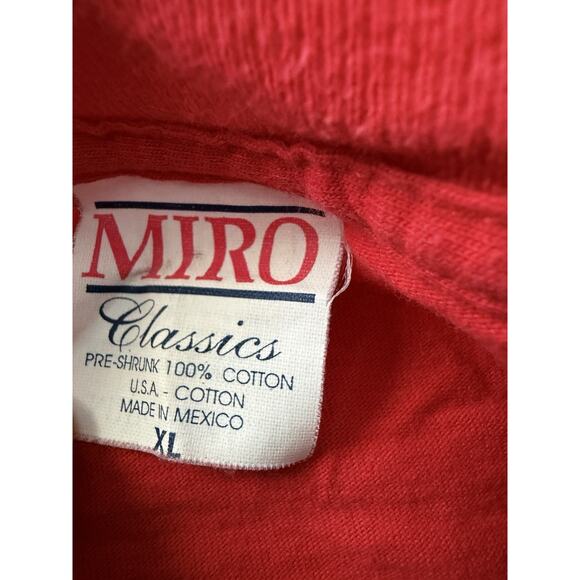 MIRO
Classics
PRE-SHRUNK 100% COTTON
U.S.A. - COTTON
MADE IN MEXICO
XL